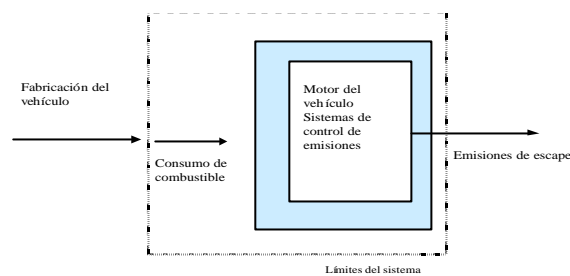 Fabricación del
vehículo
Motor del
vehículo
Sistemas de
control de
emisiones
Consumo de
combustible
Emisiones de escape
Límites del sistema